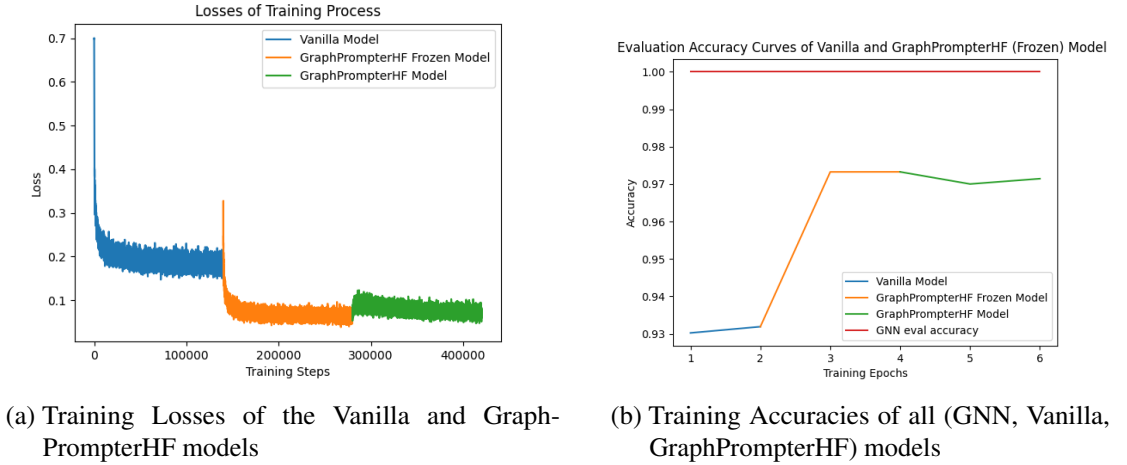 Losses of Training Process
Vanilla Model
GraphPrompterHF Frozen Model
GraphPrompterHF Model
0.7
0.6
0.5
0.4
0.3
0.2
0.1
Loss
0
100000
200000
300000
400000
Training Steps
(a) Training Losses of the Vanilla and Graph-
PrompterHF models
Evaluation Accuracy Curves of Vanilla and GraphPrompterHF (Frozen) Model
1.00
0.99
0.98
0.97
0.96
0.95
0.94
0.93
Accuracy
Vanilla Model
GraphPrompterHF Frozen Model
GraphPrompterHF Model
GNN eval accuracy
1
2
3
4
5
6
Training Epochs
(b) Training Accuracies of all (GNN, Vanilla,
GraphPrompterHF) models